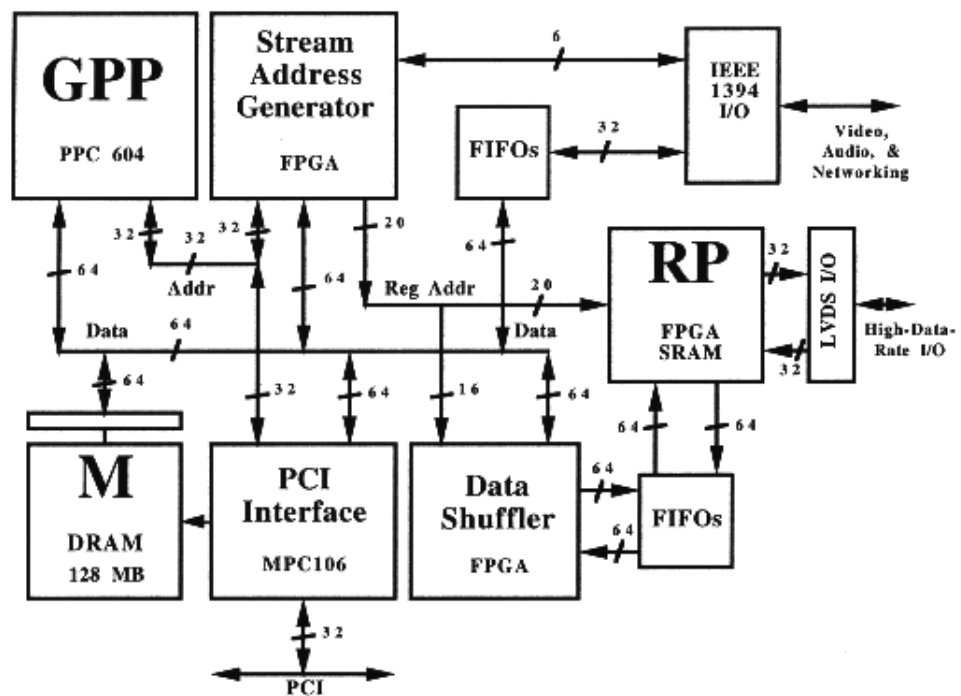 GPP
PPC 604
Stream
Address
Generator
FPGA
6
IEEE
1394
I/O
FIFOs
32
Video,
Audio, &
Networking
32
32
32
20
64
64
64
Addr
Reg Addr
20
RP
FPGA
SRAM
32
32
LVDS I/O
High-Data-
Rate I/O
Data
64
Data
64
32
64
16
64
64
64
M
DRAM
128 MB
PCI
Interface
MPC106
Data
Shuffler
FPGA
64
64
FIFOs
32
PCI